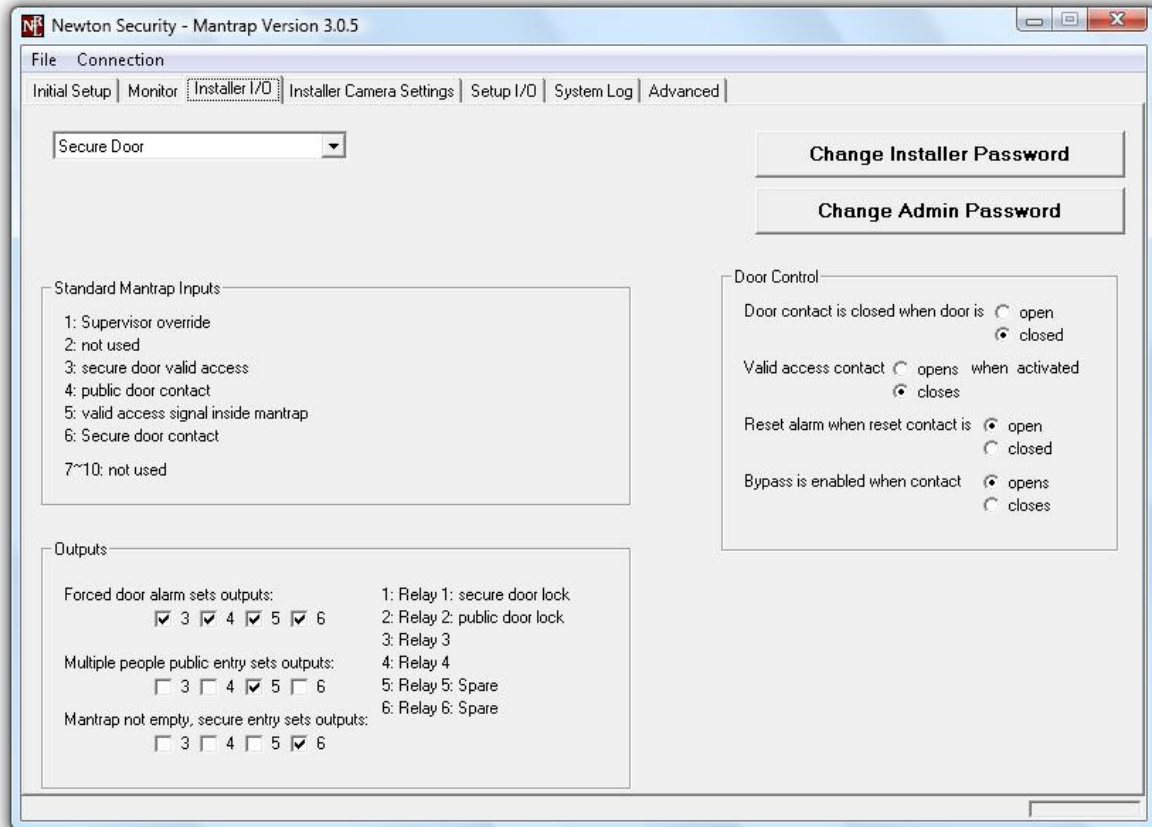 Newton Security - Mantrap Version 3.0.5
File Connection
Initial Setup Monitor Installer I/O Installer Camera Settings Setup I/O System Log Advanced
Secure Door
Change Installer Password
Change Admin Password
Standard Mantrap Inputs
1: Supervisor override
2: not used
3: secure door valid access
4: public door contact
5: valid access signal inside mantrap
6: Secure door contact
7~10: not used
Door Control
Door contact is closed when door is open
closed
Valid access contact opens when activated
closes
Reset alarm when reset contact is open
closed
Bypass is enabled when contact opens
closes
Outputs
Forced door alarm sets outputs:
3 4 5 6
Multiple people public entry sets outputs:
3 4 5 6
Mantrap not empty, secure entry sets outputs:
3 4 5 6
1: Relay 1: secure door lock
2: Relay 2: public door lock
3: Relay 3
4: Relay 4
5: Relay 5: Spare
6: Relay 6: Spare